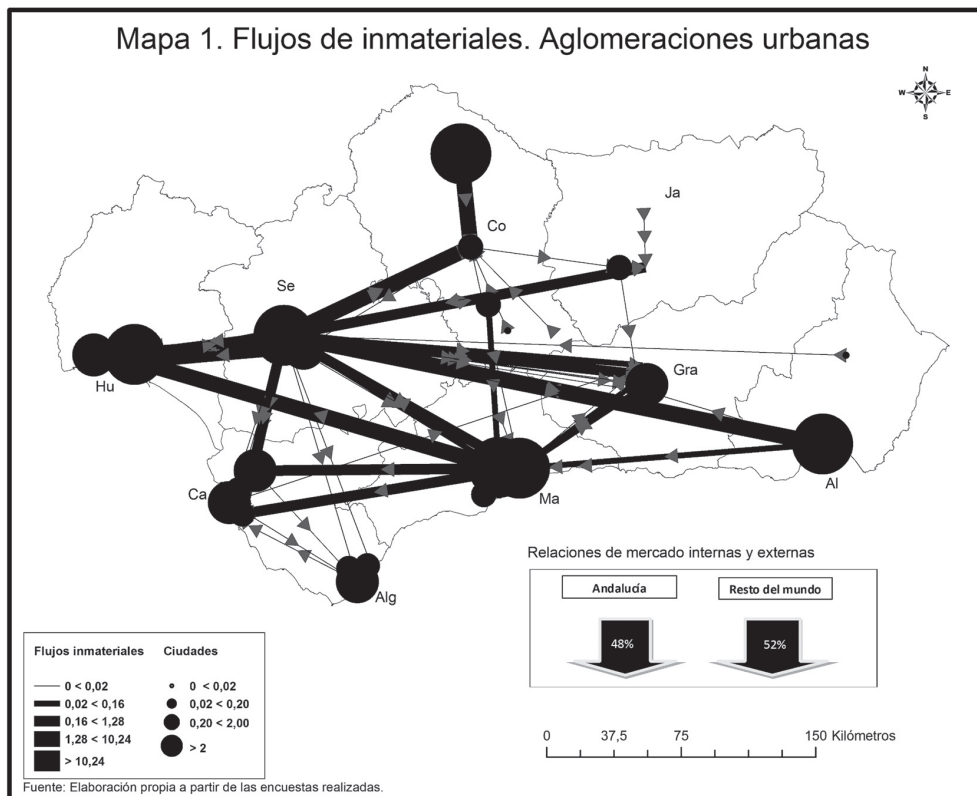 Mapa 1. Flujos de inmateriales. Aglomeraciones urbanas
N
W E
S
Ja
Co
Se
Hu
Gra
Al
Ca
Ma
Alg
Relaciones de mercado internas y externas
Andalucía Resto del mundo
48% 52%
Flujos inmateriales Ciudades
0 < 0,02 0 < 0,02
0,02 < 0,16 0,02 < 0,20
0,16 < 1,28 0,20 < 2,00
1,28 < 10,24 > 2
> 10,24
0 37,5 75 150 Kilómetros
Fuente: Elaboración propia a partir de las encuestas realizadas.